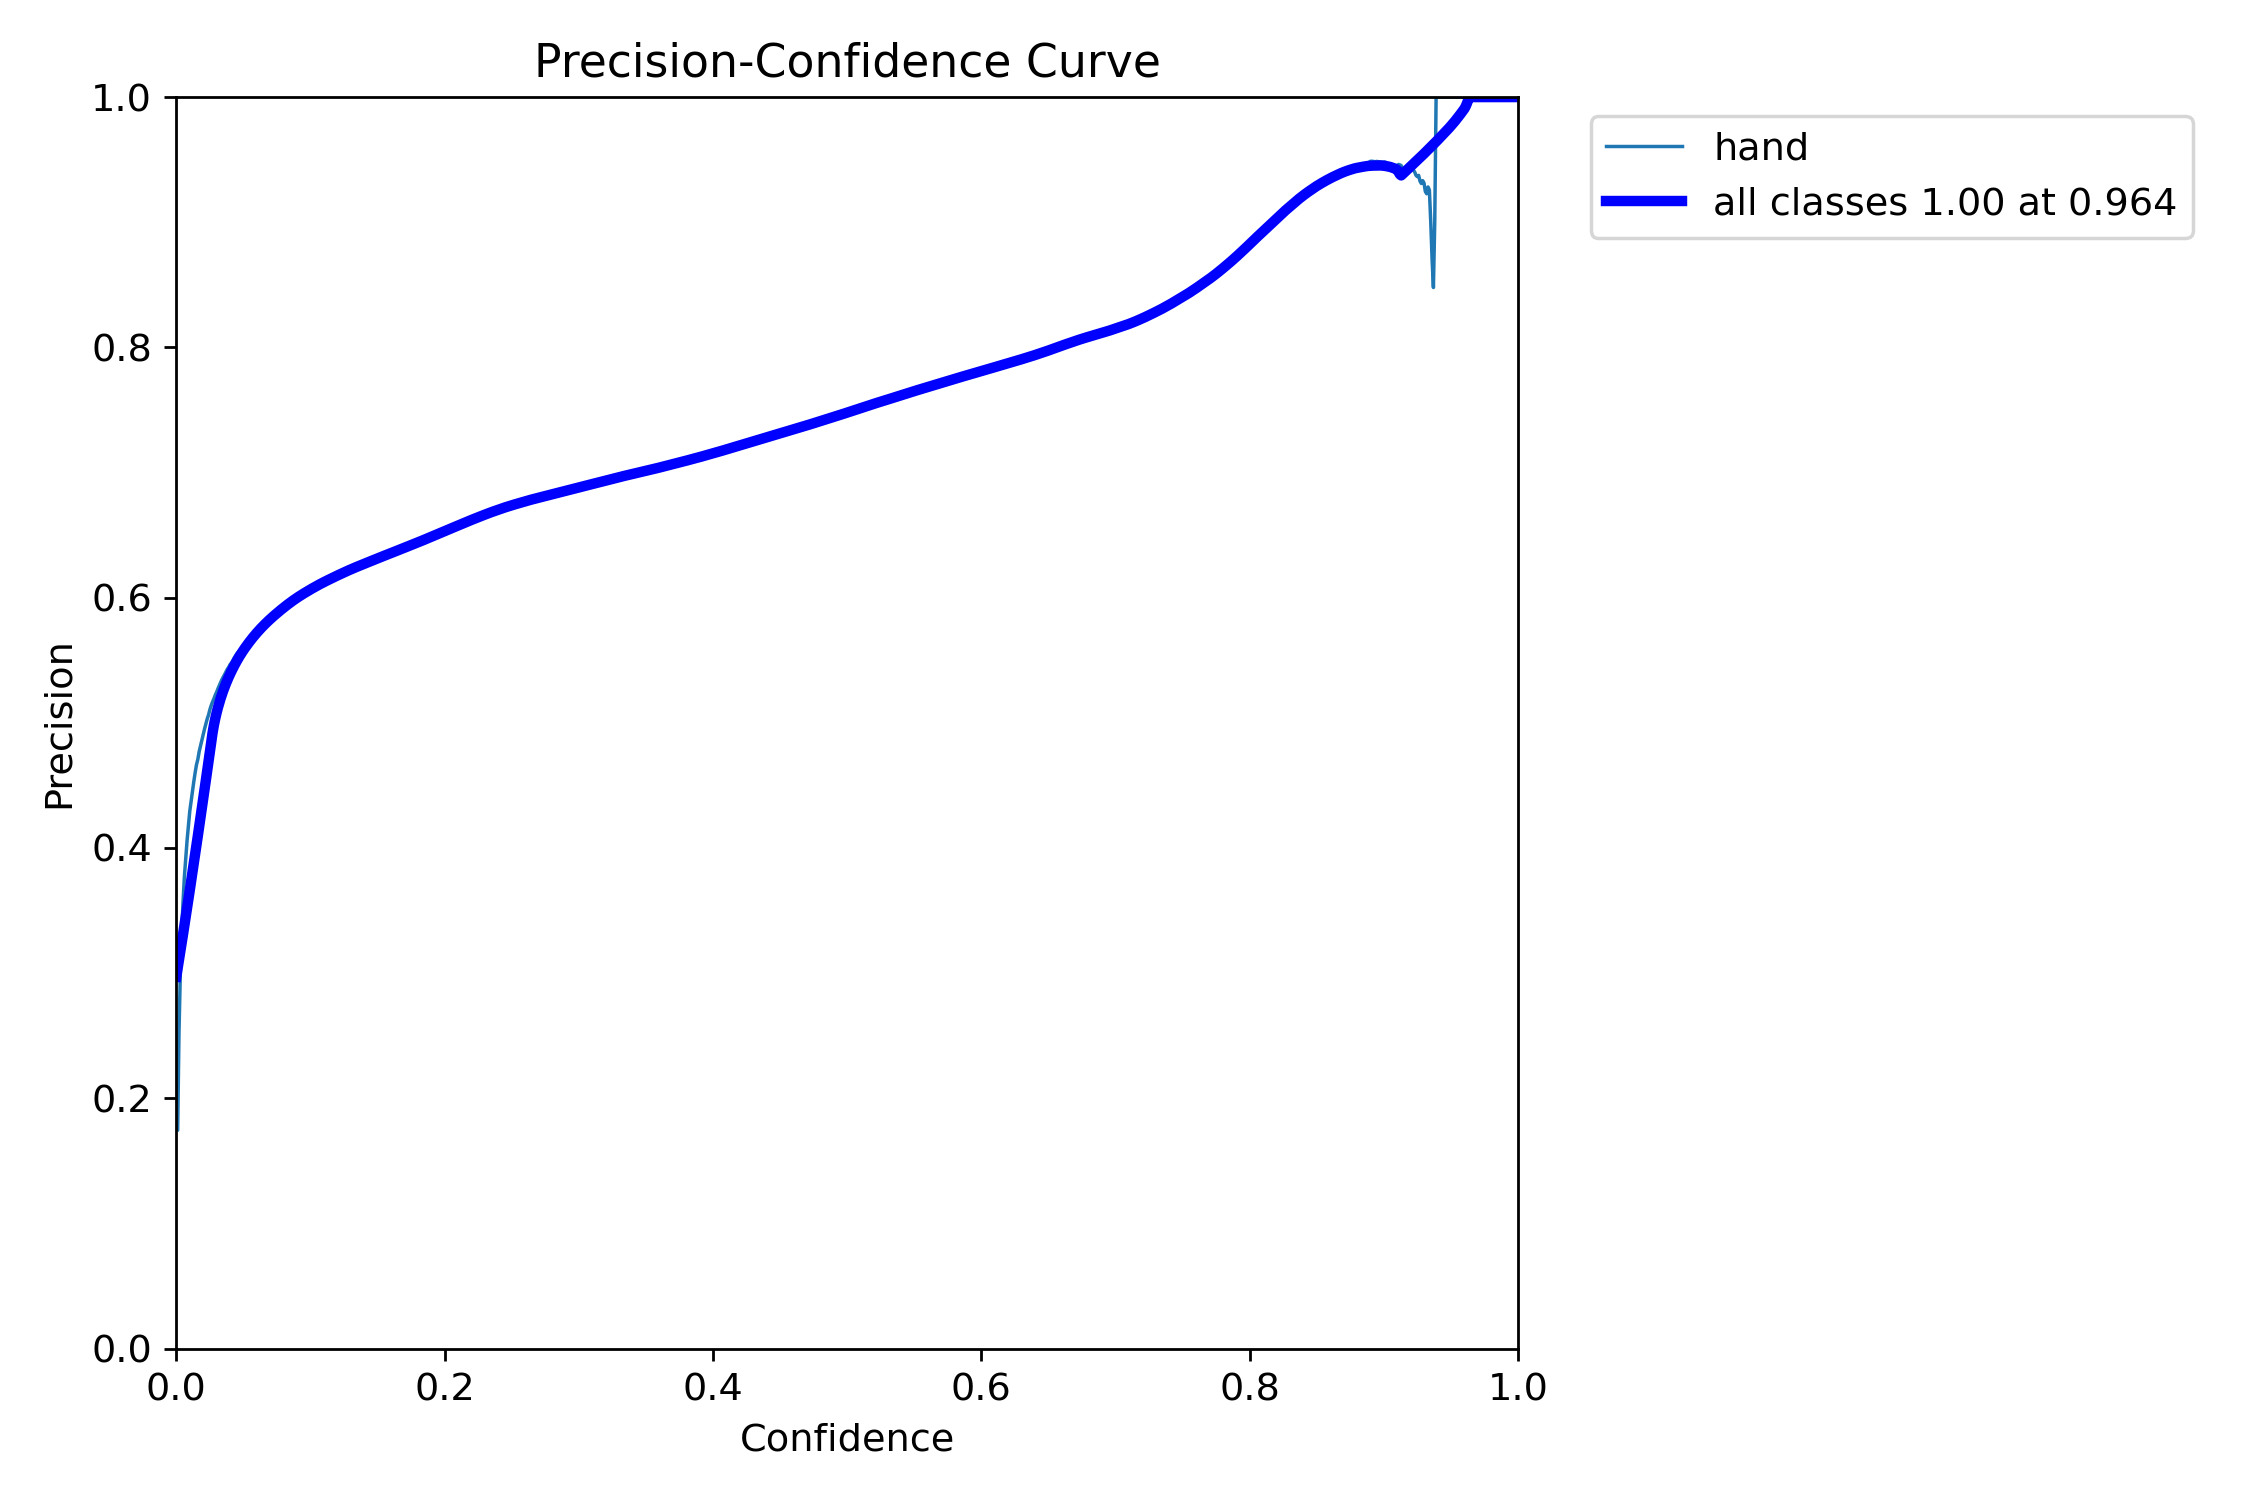 Precision-Confidence Curve
1.0
0.8
0.6
0.4
0.2
0.0
Precision
0.0 0.2 0.4 0.6 0.8 1.0
Confidence
hand
all classes 1.00 at 0.964